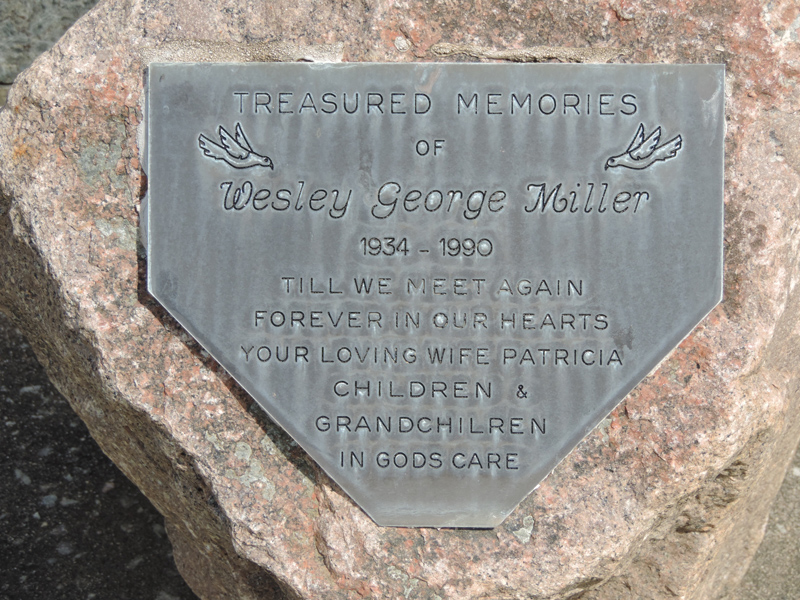 TREASURED MEMORIES
OF
Wesley George Miller
1934 - 1990
TILL WE MEET AGAIN
FOREVER IN OUR HEARTS
YOUR LOVING WIFE PATRICIA
CHILDREN &
GRANDCHILREN
IN GODS CARE